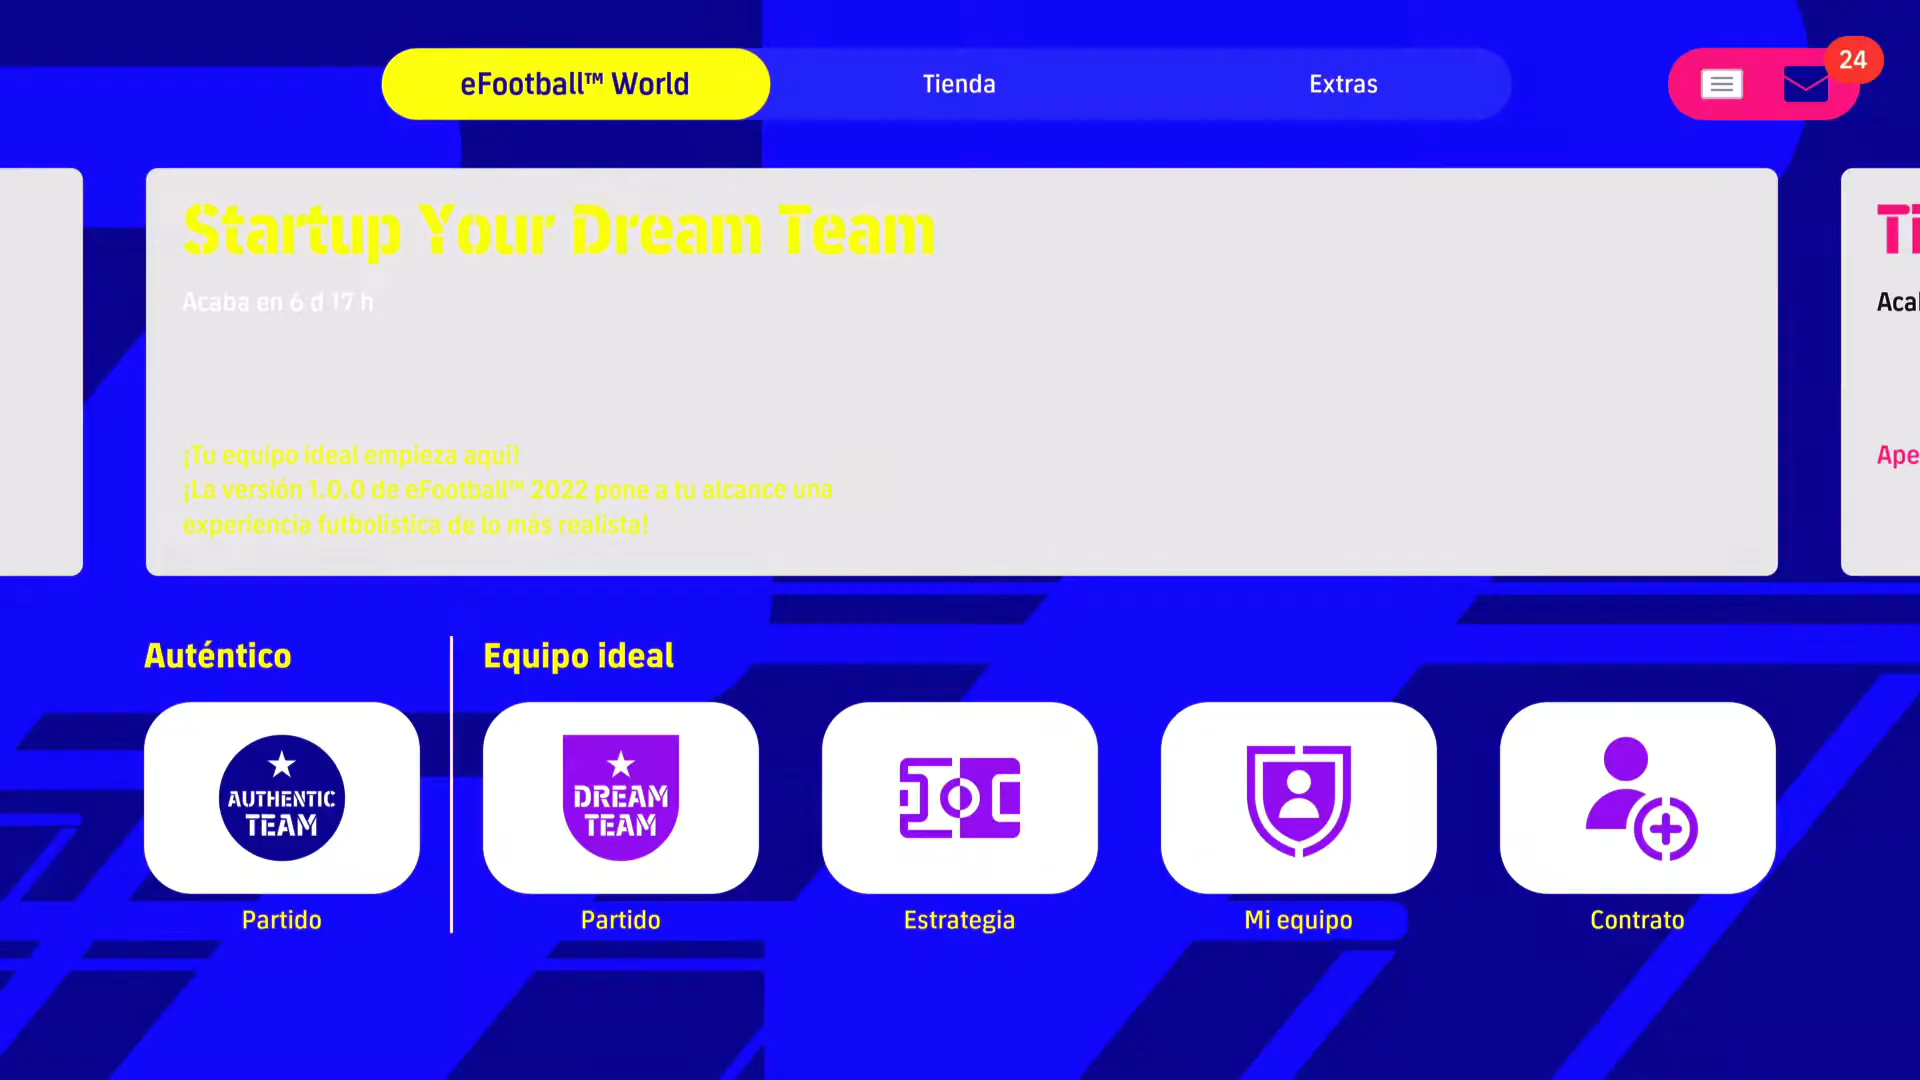 eFootball™ World
Tienda
Extras
24
Startup Your Dream Team
Acaba en 6 d 17 h
¡Tu equipo ideal empieza aquí!
¡La versión 1.0.0 de eFootball™ 2022 pone a tu alcance una
experiencia futbolística de lo más realista!
Auténtico
Equipo ideal
AUTHENTIC
TEAM
DREAM
TEAM
Partido
Partido
Estrategia
Mi equipo
Contrato